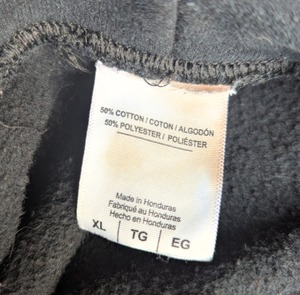 50% COTTON / COTON / ALGODÓN
50% POLYESTER / POLIÉSTER
Made in Honduras
Fabriqué au Honduras
Hecho en Honduras
XL | TG | EG